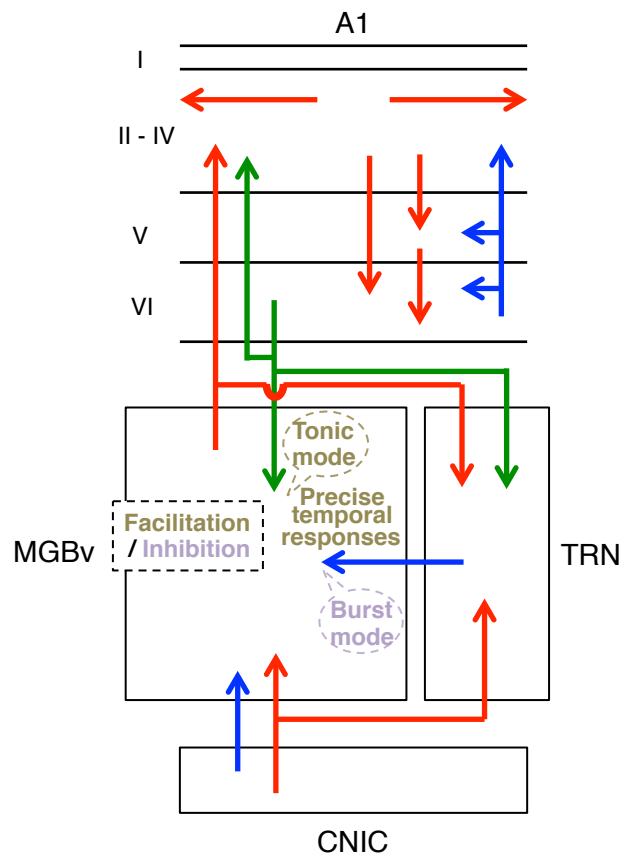 A1
I
II - IV
V
VI
Tonic
mode
Precise
temporal
responses
Facilitation
/ Inhibition
MGBv
TRN
Burst
mode
CNIC